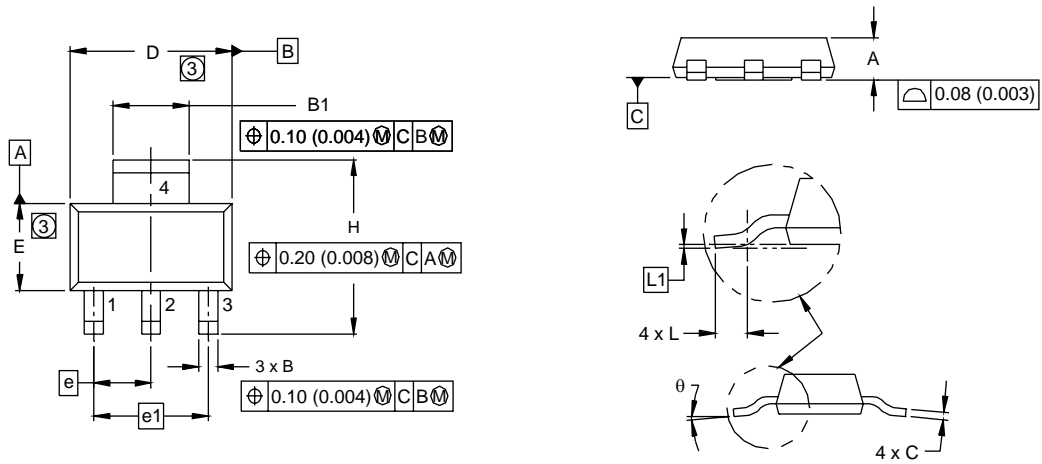 D
3
B
B1
⌖ 0.10 (0.004) Ⓜ C B Ⓜ
A
4
3
E
H
⌖ 0.20 (0.008) Ⓜ C A Ⓜ
1 2 3
3 x B
e
⌖ 0.10 (0.004) Ⓜ C B Ⓜ
e1
A
C
⌓ 0.08 (0.003)
L1
4 x L
θ
4 x C